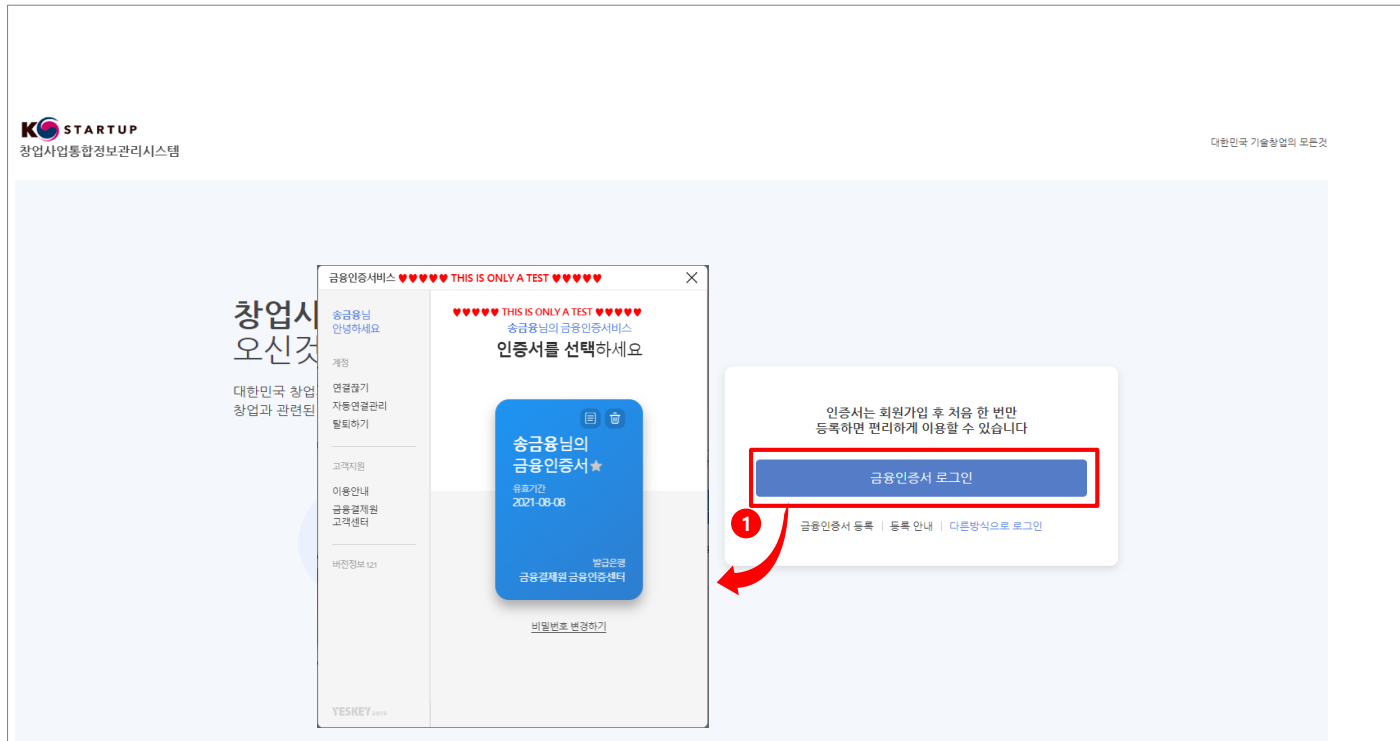 K STARTUP
창업사업통합정보관리시스템
대한민국 기술창업의 모든것
창업사
오신것
대한민국 창업
창업과 관련된
금융인증서비스 ♥♥♥♥♥ THIS IS ONLY A TEST ♥♥♥♥♥
송금융님
안녕하세요
계정
연결끊기
자동연결관리
탈퇴하기
고객지원
이용안내
금융결제원
고객센터
버전정보 121
YESKEY
♥♥♥♥♥ THIS IS ONLY A TEST ♥♥♥♥♥
송금융님의 금융인증서비스
인증서를 선택하세요
송금융님의
금융인증서★
유효기간
2021-08-08
발급은행
금융결제원 금융인증센터
비밀번호 변경하기
인증서는 회원가입 후 처음 한 번만
등록하면 편리하게 이용할 수 있습니다
금융인증서 로그인
1
금융인증서 등록 | 등록 안내 | 다른방식으로 로그인